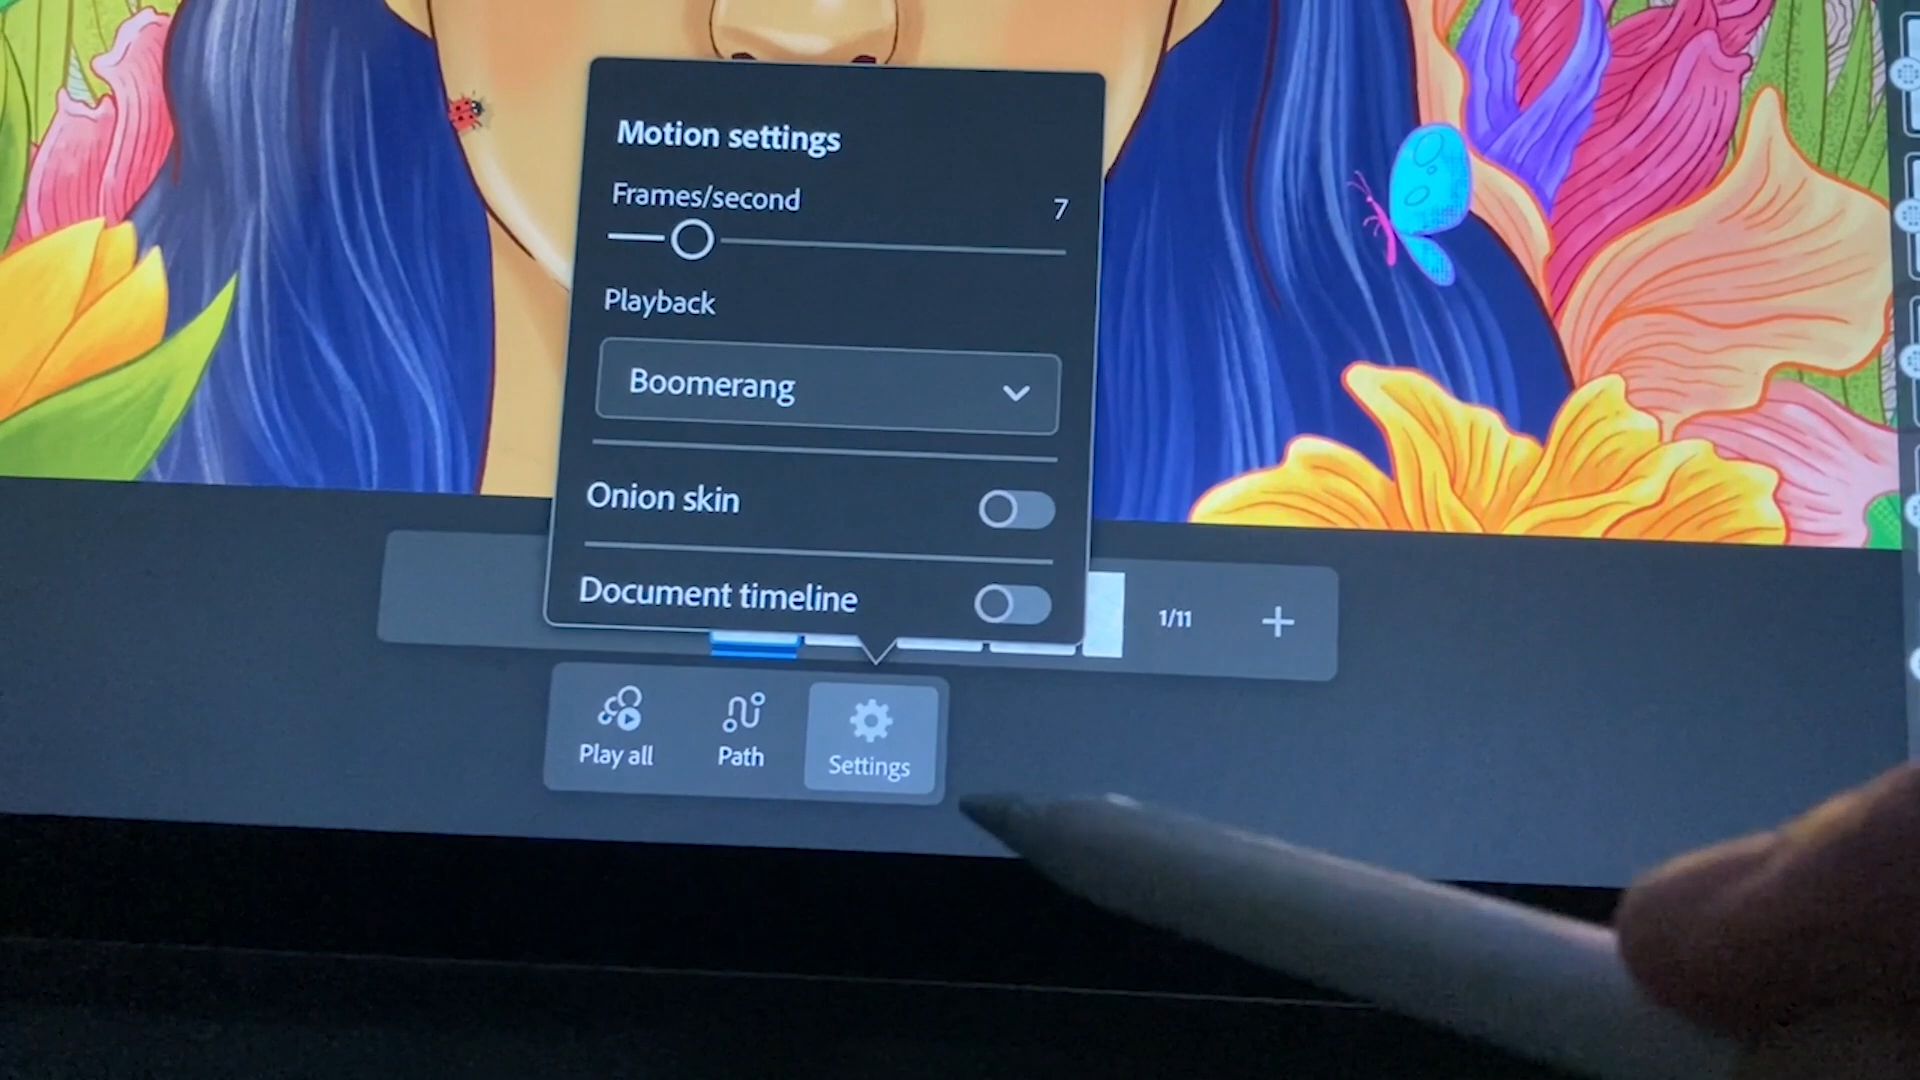 Motion settings
Frames/second 7
Playback
Boomerang
Onion skin
Document timeline
1/11 +
Play all Path Settings